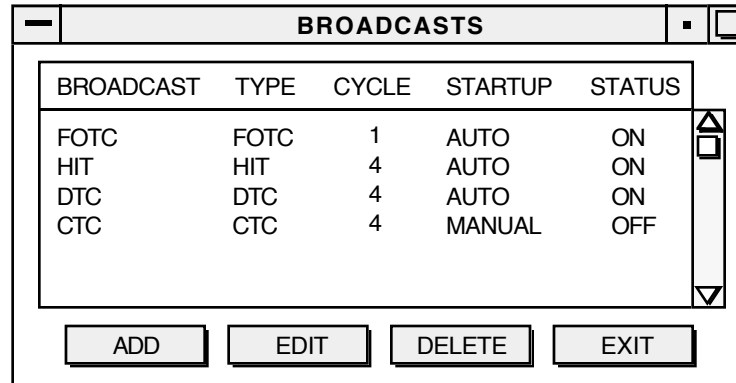 BROADCASTS
BROADCAST TYPE CYCLE STARTUP STATUS
FOTC FOTC 1 AUTO ON
HIT HIT 4 AUTO ON
DTC DTC 4 AUTO ON
CTC CTC 4 MANUAL OFF
ADD EDIT DELETE EXIT